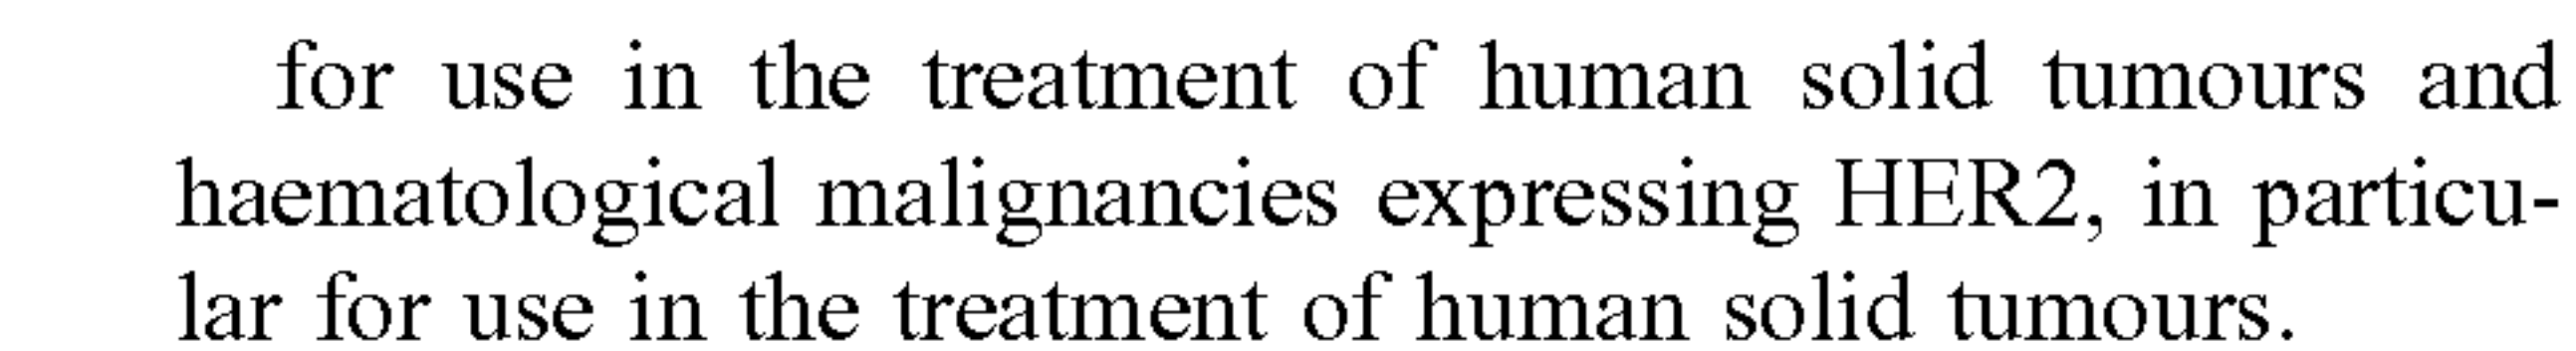 for use in the treatment of human solid tumours and
haematological malignancies expressing HER2, in particu-
lar for use in the treatment of human solid tumours.